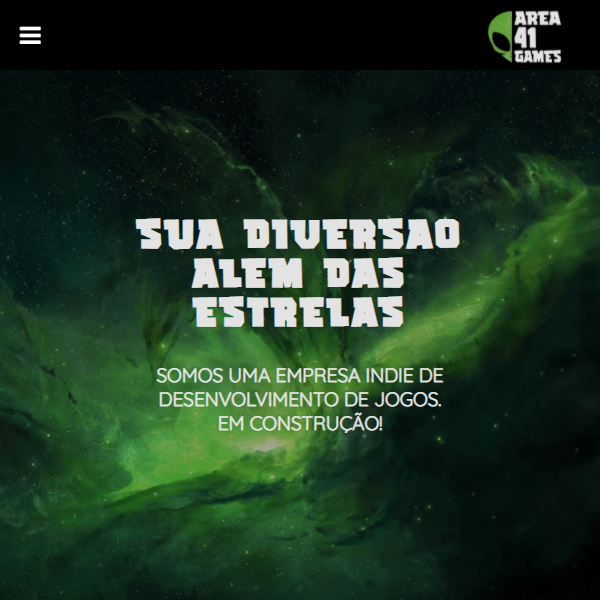 AREA
41
GAMES
SUA DIVERSAO
ALEM DAS
ESTRELAS
SOMOS UMA EMPRESA INDIE DE
DESENVOLVIMENTO DE JOGOS.
EM CONSTRUÇÃO!